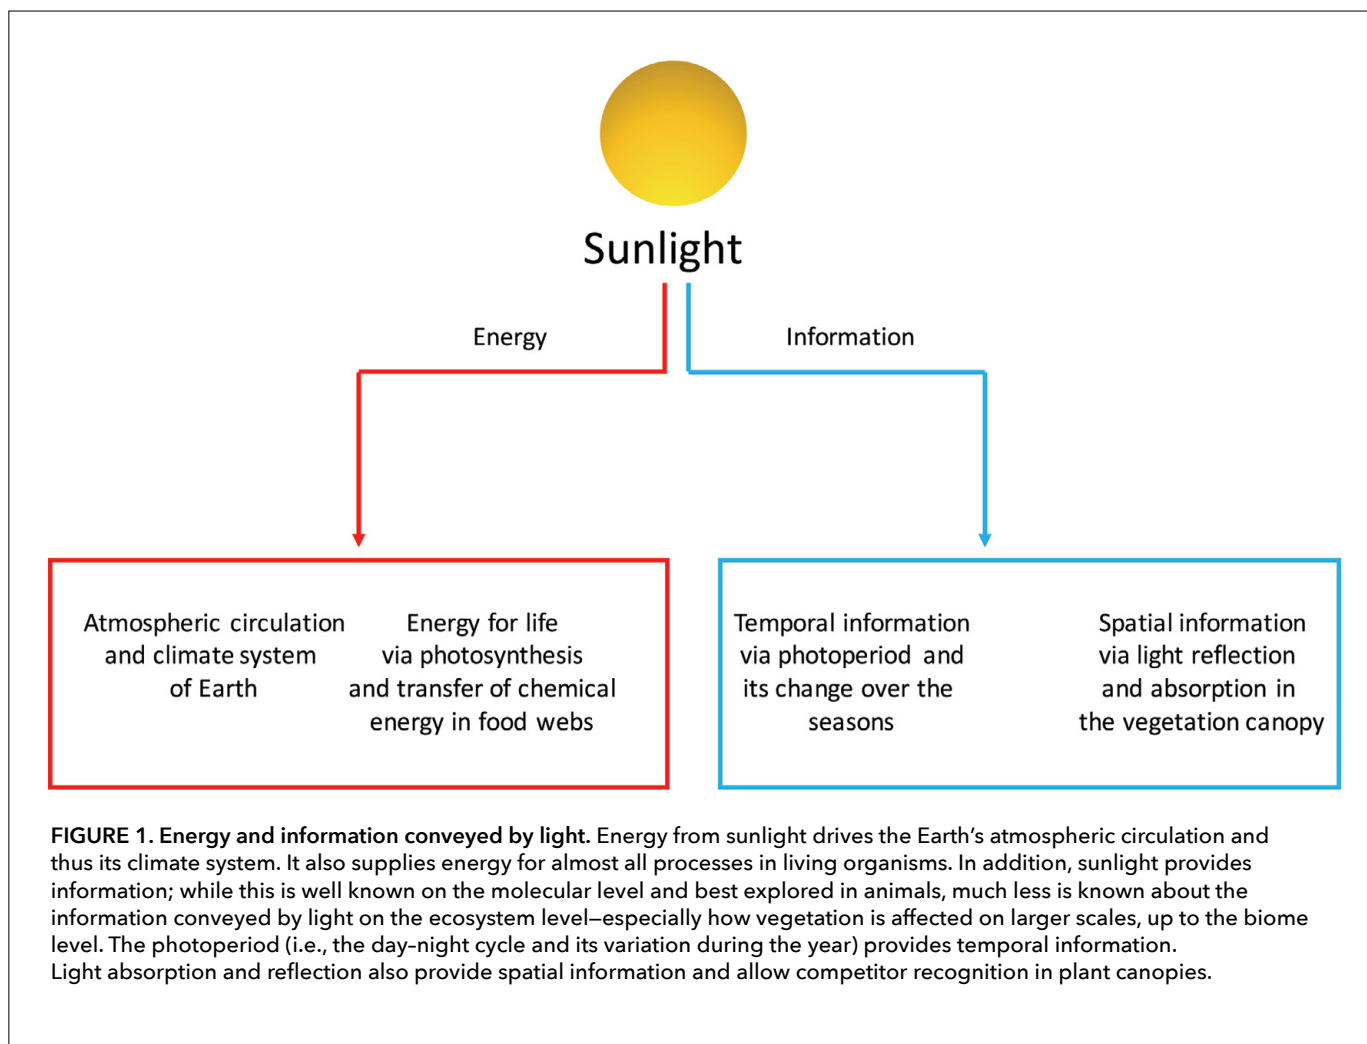 Sunlight
Energy
Information
Atmospheric circulation
and climate system
of Earth
Energy for life
via photosynthesis
and transfer of chemical
energy in food webs
Temporal information
via photoperiod and
its change over the
seasons
Spatial information
via light reflection
and absorption in
the vegetation canopy
FIGURE 1. Energy and information conveyed by light. Energy from sunlight drives the Earth’s atmospheric circulation and
thus its climate system. It also supplies energy for almost all processes in living organisms. In addition, sunlight provides
information; while this is well known on the molecular level and best explored in animals, much less is known about the
information conveyed by light on the ecosystem level—especially how vegetation is affected on larger scales, up to the biome
level. The photoperiod (i.e., the day–night cycle and its variation during the year) provides temporal information.
Light absorption and reflection also provide spatial information and allow competitor recognition in plant canopies.